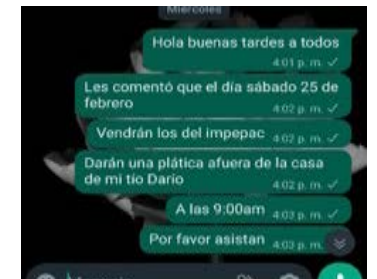 Miércoles
Hola buenas tardes a todos
4:01 p. m.
Les comentó que el día sábado 25 de
febrero
4:02 p. m.
Vendrán los del impepac 4:02 p. m.
Darán una plática afuera de la casa
de mi tío Dario
4:02 p. m.
A las 9:00am 4:03 p. m.
Por favor asistan 4:03 p. m.